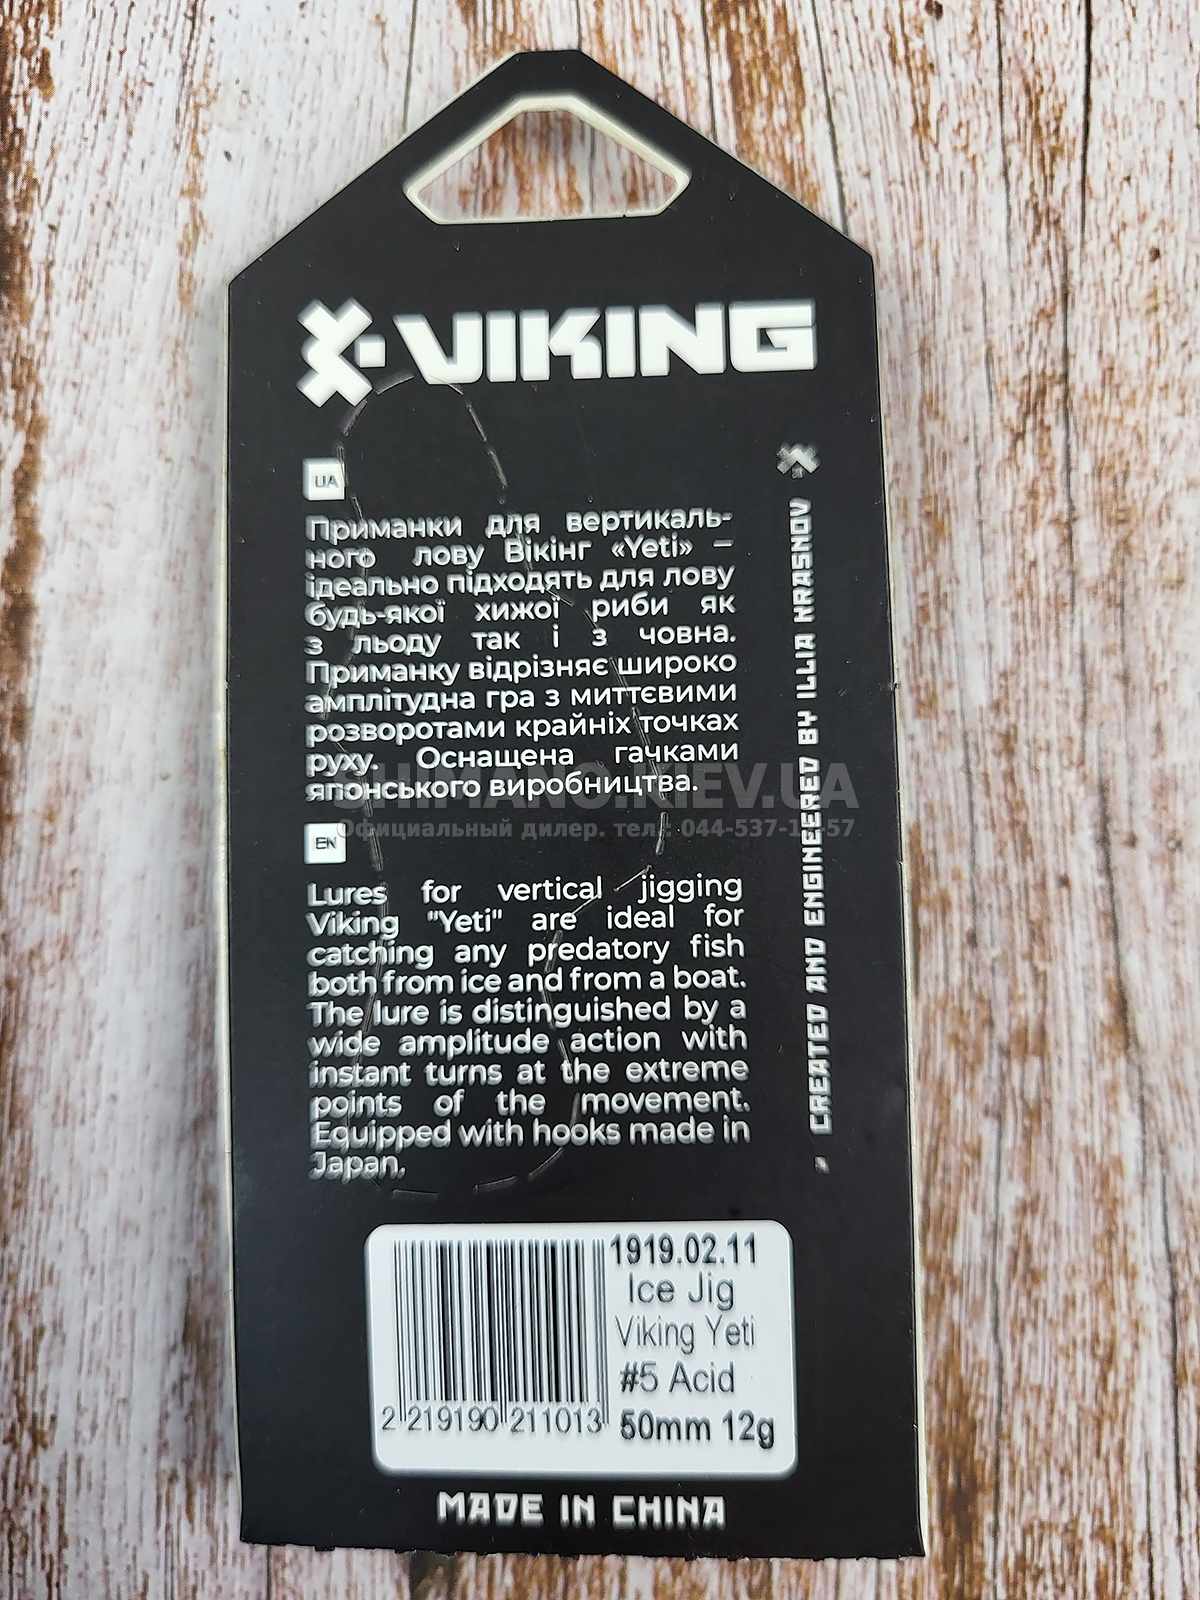 VIKING
UA
Приманки для вертикаль-
ного лову Вікінг «Yeti» –
ідеально підходять для лову
будь-якої хижої риби як
з льоду так і з човна.
Приманку відрізняє широко
амплітудна гра з миттєвими
розворотами крайніх точках
руху. Оснащена гачками
японського виробництва.
SHIMANO.KIEV.UA
Официальный дилер. тел.:
EN
Lures for vertical jigging
Viking "Yeti" are ideal for
catching any predatory fish
both from ice and from a boat.
The lure is distinguished by a
wide amplitude action with
instant turns at the extreme
points of the movement.
Equipped with hooks made in
Japan.
CREATED AND ENGINEERED BY ILLIA KRASNOV
1919.02.11
Ice Jig
Viking Yeti
#5 Acid
50mm 12g
2 219190 211013
MADE IN CHINA